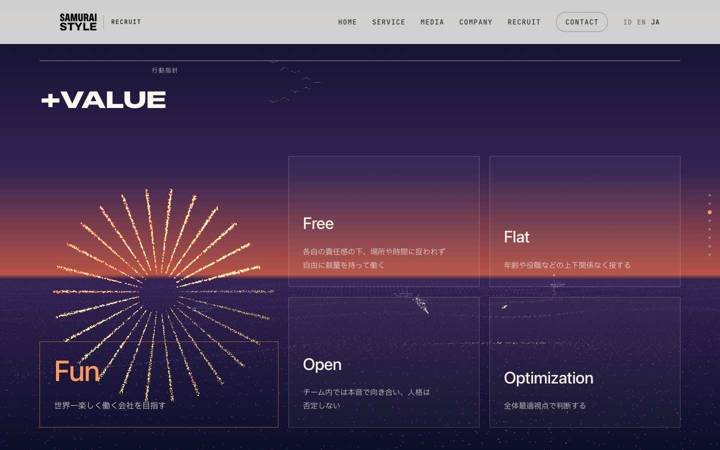 SAMURAI
STYLE
RECRUIT
HOME SERVICE MEDIA COMPANY RECRUIT CONTACT ID EN JA
行動指針
+VALUE
Free
各自の責任感の下、場所や時間に捉われず
自由に裁量を持って働く
Flat
年齢や役職などの上下関係なく接する
Fun
世界一楽しく働く会社を目指す
Open
チーム内では本音で向き合い、人格は
否定しない
Optimization
全体最適視点で判断する